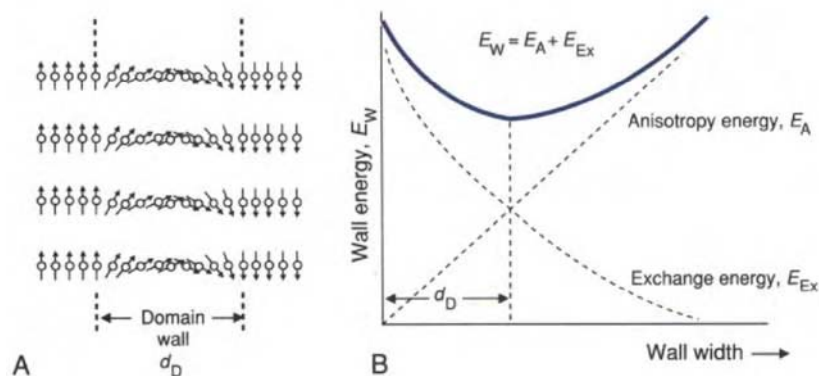 Domain
wall
d_D
A
E_W = E_A + E_Ex
Wall energy, E_W
Anisotropy energy, E_A
Exchange energy, E_Ex
d_D
B
Wall width